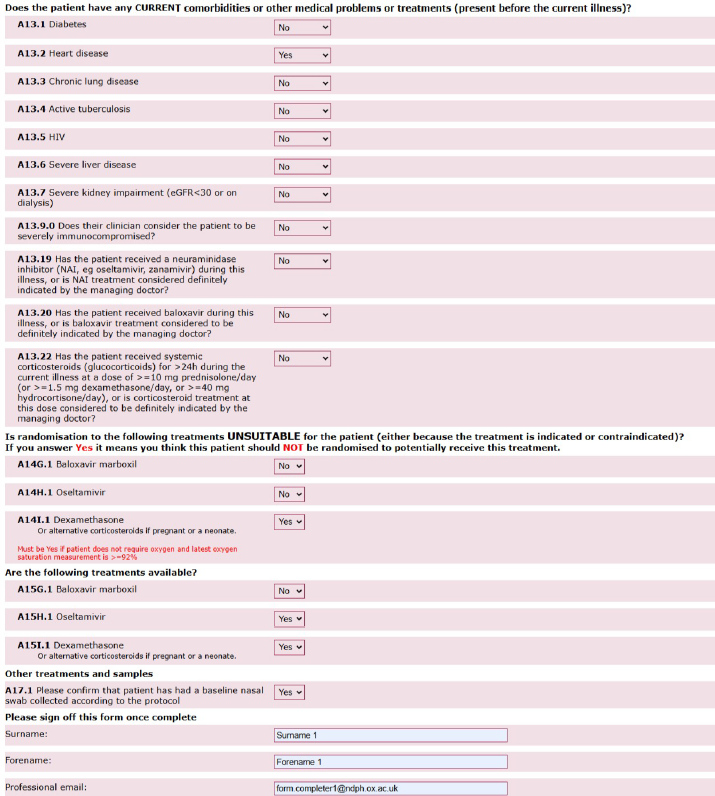 Does the patient have any CURRENT comorbidities or other medical problems or treatments (present before the current illness)?
A13.1 Diabetes
No
A13.2 Heart disease
Yes
A13.3 Chronic lung disease
No
A13.4 Active tuberculosis
No
A13.5 HIV
No
A13.6 Severe liver disease
No
A13.7 Severe kidney impairment (eGFR<30 or on
dialysis)
No
A13.9.0 Does their clinician consider the patient to be
severely immunocompromised?
No
A13.19 Has the patient received a neuraminidase
inhibitor (NAI, eg oseltamivir, zanamivir) during this
illness, or is NAI treatment considered definitely
indicated by the managing doctor?
No
A13.20 Has the patient received baloxavir during this
illness, or is baloxavir treatment considered to be
definitely indicated by the managing doctor?
No
A13.22 Has the patient received systemic
corticosteroids (glucocorticoids) for >24h during the
current illness at a dose of >=10 mg prednisolone/day
(or >=1.5 mg dexamethasone/day, or >=40 mg
hydrocortisone/day), or is corticosteroid treatment at
this dose considered to be definitely indicated by the
managing doctor?
No
Is randomisation to the following treatments UNSUITABLE for the patient (either because the treatment is indicated or contraindicated)?
If you answer Yes it means you think this patient should NOT be randomised to potentially receive this treatment.
A14G.1 Baloxavir marboxil
No
A14H.1 Oseltamivir
No
A14I.1 Dexamethasone
Or alternative corticosteroids if pregnant or a neonate.
Yes
Must be Yes if patient does not require oxygen and latest oxygen
saturation measurement is >=92%
Are the following treatments available?
A15G.1 Baloxavir marboxil
No
A15H.1 Oseltamivir
Yes
A15I.1 Dexamethasone
Or alternative corticosteroids if pregnant or a neonate.
Yes
Other treatments and samples
A17.1 Please confirm that patient has had a baseline nasal
swab collected according to the protocol
Yes
Please sign off this form once complete
Surname:
Surname 1
Forename:
Forename 1
Professional email:
form.completer1@ndph.ox.ac.uk